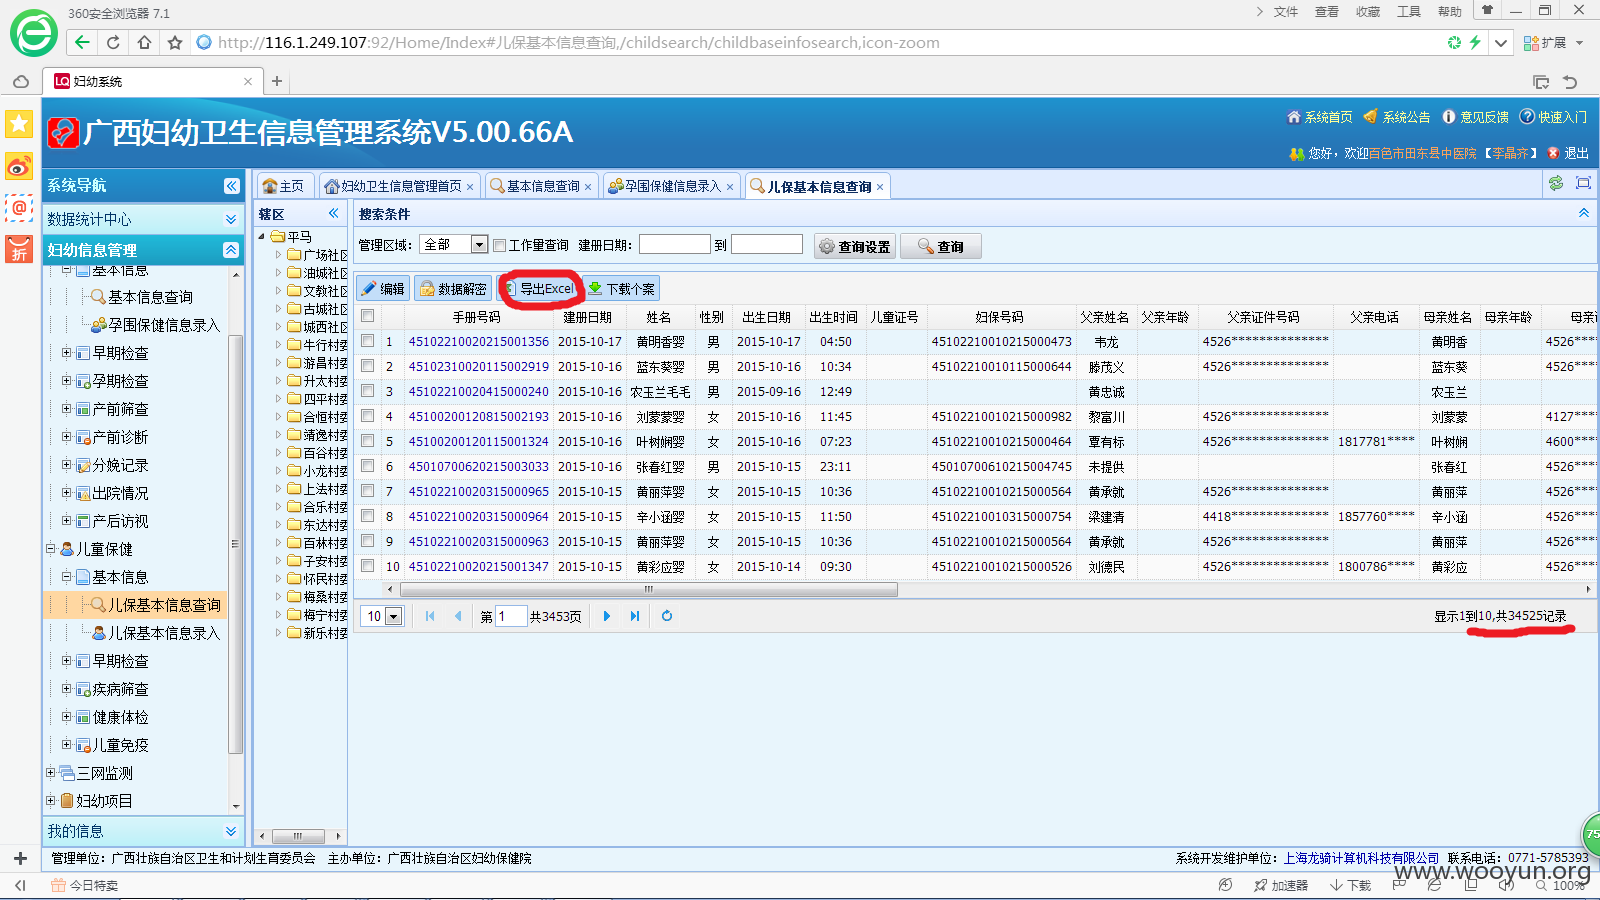 360安全浏览器 7.1
文件 查看 收藏 工具 帮助
http://116.1.249.107:92/Home/Index#儿保基本信息查询,/childsearch/childbaseinfosearch,icon-zoom
扩展
LQ 妇幼系统
广西妇幼卫生信息管理系统V5.00.66A
系统首页 系统公告 意见反馈 快速入门
您好，欢迎百色市田东县中医院 【李晶齐】 退出
系统导航
主页 妇幼卫生信息管理首页 基本信息查询 孕围保健信息录入 儿保基本信息查询
数据统计中心
妇幼信息管理
基本信息
基本信息查询
孕围保健信息录入
早期检查
孕期检查
产前筛查
产前诊断
分娩记录
出院情况
产后访视
儿童保健
基本信息
儿保基本信息查询
儿保基本信息录入
早期检查
疾病筛查
健康体检
儿童免疫
三网监测
妇幼项目
我的信息
辖区
平马
广场社区
油城社区
文教社区
古城社区
城西社区
牛行村委
游昌村委
升太村委
四平村委
合恒村委
靖逸村委
百谷村委
小龙村委
上法村委
合乐村委
东达村委
百林村委
子安村委
怀民村委
梅桑村委
梅宁村委
新乐村委
搜索条件
管理区域: 全部 工作量查询 建册日期: 到 查询设置 查询
编辑 数据解密 导出Excel 下载个案
手册号码 建册日期 姓名 性别 出生日期 出生时间 儿童证号 妇保号码 父亲姓名 父亲年龄 父亲证件号码 父亲电话 母亲姓名 母亲年龄 母亲
1 45102210020215001356 2015-10-17 黄明香婴 男 2015-10-17 04:50 45102210010215000473 韦龙 4526************** 黄明香 4526****
2 45102310020115002919 2015-10-16 蓝东葵婴 男 2015-10-16 10:34 45102210010115000644 滕茂义 4526************** 蓝东葵 4526****
3 45102210020415000240 2015-10-16 农玉兰毛毛 男 2015-09-16 12:49 黄忠诚 农玉兰
4 45100200120815002193 2015-10-16 刘蒙蒙婴 女 2015-10-16 11:45 45102210010215000982 黎富川 4526************** 刘蒙蒙 4127****
5 45100200120115001324 2015-10-16 叶树娴婴 女 2015-10-16 07:23 45102210010215000464 覃有标 4526************** 1817781**** 叶树娴 4600****
6 45010700620215003033 2015-10-16 张春红婴 男 2015-10-15 23:11 45010700610215004745 未提供 张春红 4526****
7 45102210020315000965 2015-10-15 黄丽萍婴 女 2015-10-15 10:36 45102210010215000564 黄承就 4526************** 黄丽萍 4526****
8 45102210020315000964 2015-10-15 辛小涵婴 女 2015-10-15 11:50 45102210010315000754 梁建清 4418************** 1857760**** 辛小涵 4526****
9 45102210020315000963 2015-10-15 黄丽萍婴 女 2015-10-15 10:36 45102210010215000564 黄承就 4526************** 黄丽萍 4526****
10 45102210020215001347 2015-10-15 黄彩应婴 女 2015-10-14 09:30 45102210010215000526 刘德民 4526************** 1800786**** 黄彩应 4526****
10 第 1 共3453页 显示1到10,共34525记录
管理单位：广西壮族自治区卫生和计划生育委员会 主办单位：广西壮族自治区妇幼保健院
系统开发维护单位：上海龙骑计算机科技有限公司 联系电话：0771-5785393
75
www.wooyun.org
今日特卖
加速器 下载 100%